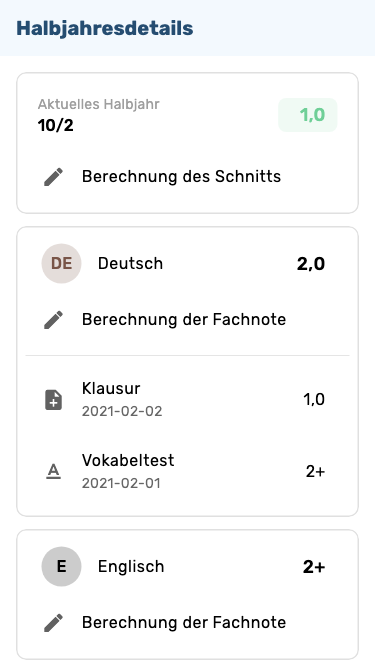 Halbjahresdetails
Aktuelles Halbjahr
10/2
1,0
Berechnung des Schnitts
DE
Deutsch
2,0
Berechnung der Fachnote
Klausur
2021-02-02
1,0
A
Vokabeltest
2021-02-01
2+
E
Englisch
2+
Berechnung der Fachnote